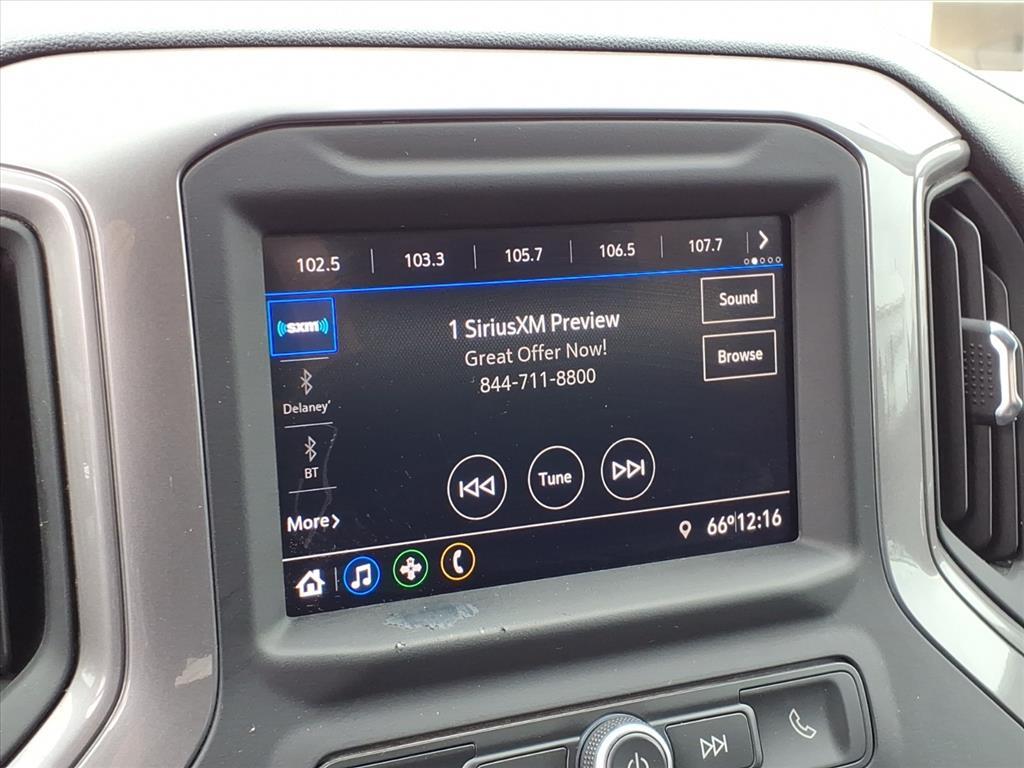 102.5 103.3 105.7 106.5 107.7
((sxm))
1 SiriusXM Preview
Great Offer Now!
844-711-8800
Sound
Browse
Delaney'
BT
More
Tune
66° 12:16